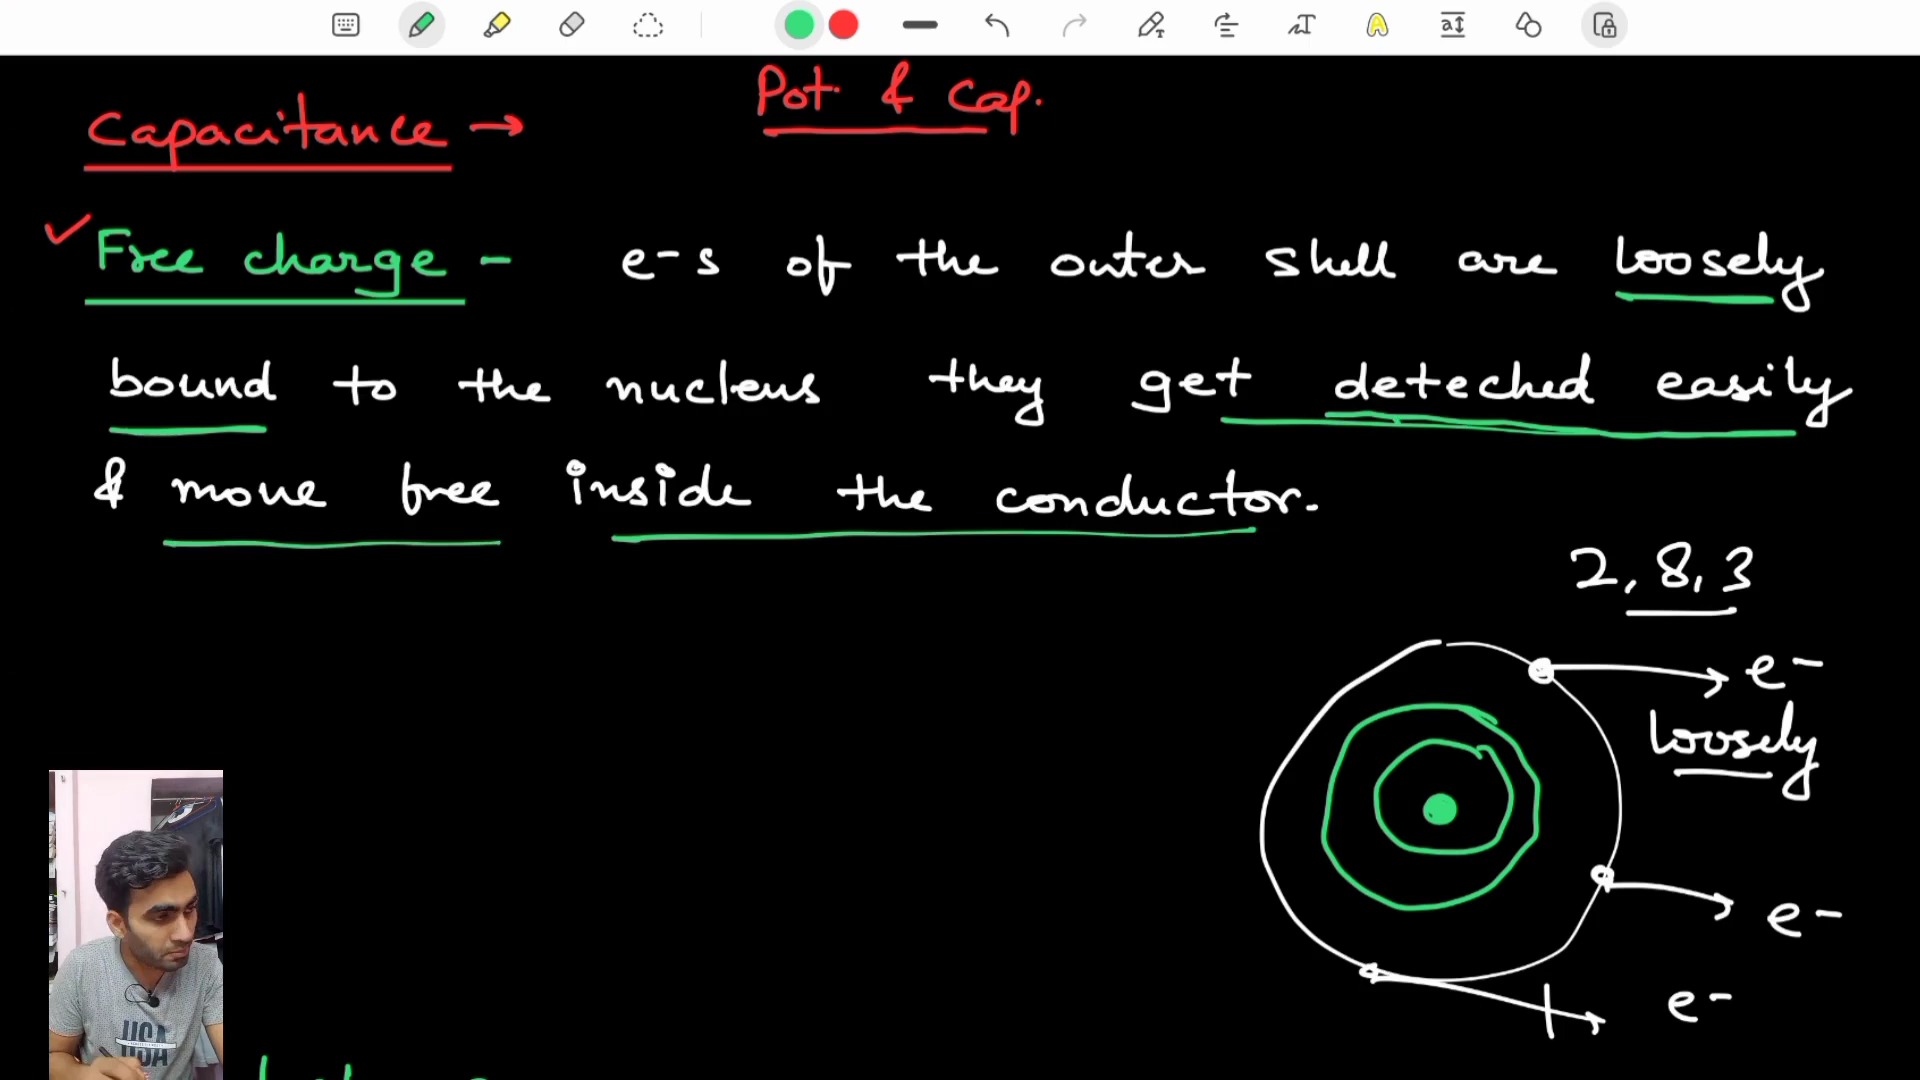 Pot. & Cap.
Capacitance →
Free charge - e-s of the outer shell are loosely
bound to the nucleus they get deteched easily
& move free inside the conductor.
2, 8, 3
e-
loosely
e-
e-